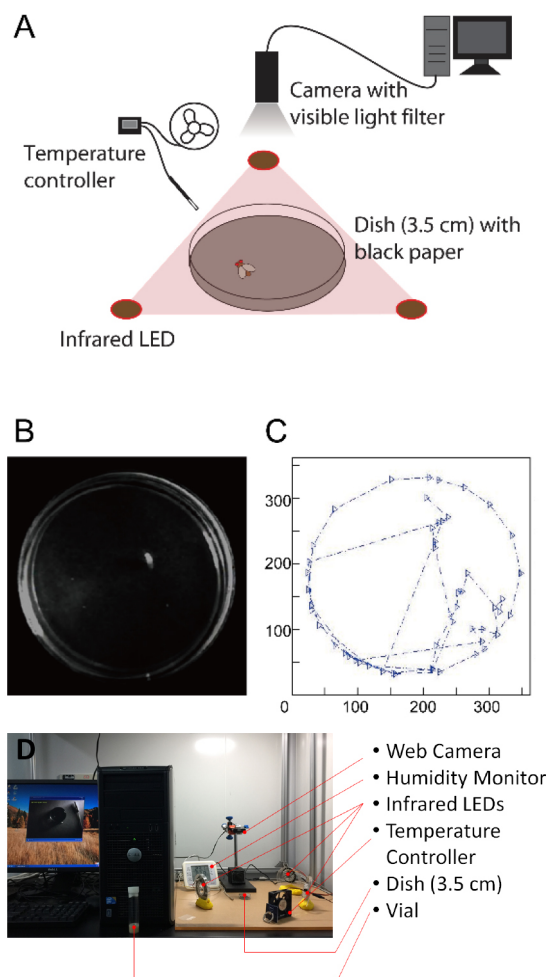 A
Camera with
visible light filter
Temperature
controller
Dish (3.5 cm) with
black paper
Infrared LED
B
C
300
200
100
0
0
100
200
300
D
• Web Camera
• Humidity Monitor
• Infrared LEDs
• Temperature
Controller
• Dish (3.5 cm)
• Vial